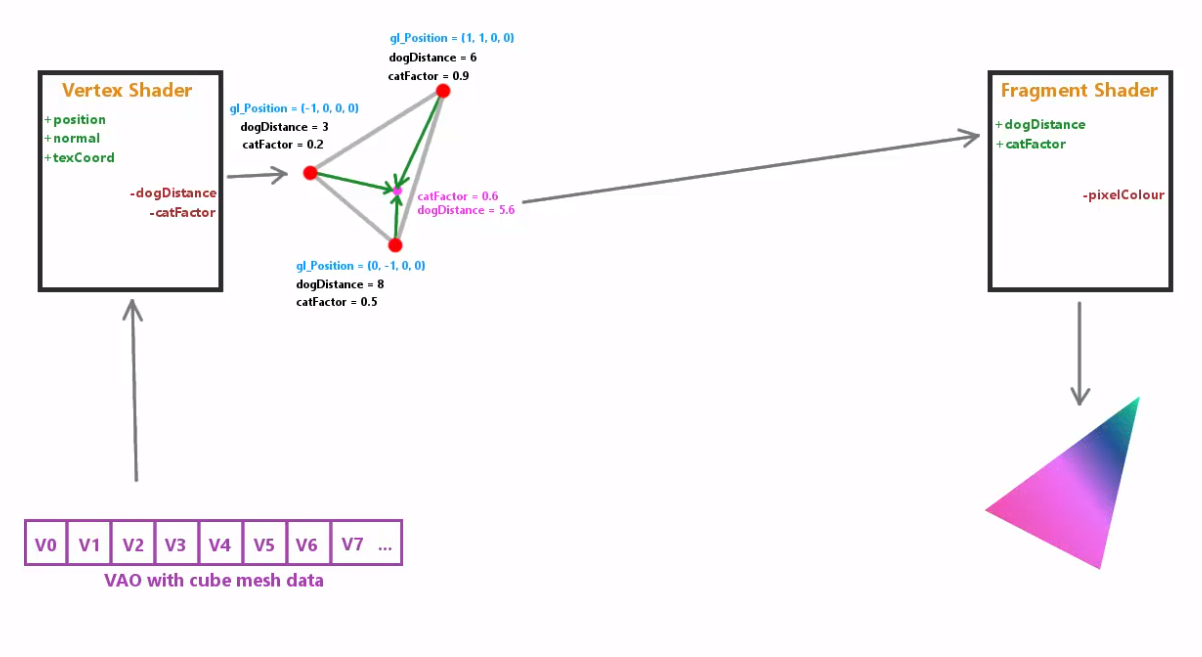 Vertex Shader
+position
+normal
+texCoord
-dogDistance
-catFactor
gl_Position = (-1, 0, 0, 0)
dogDistance = 3
catFactor = 0.2
gl_Position = (1, 1, 0, 0)
dogDistance = 6
catFactor = 0.9
catFactor = 0.6
dogDistance = 5.6
gl_Position = (0, -1, 0, 0)
dogDistance = 8
catFactor = 0.5
Fragment Shader
+dogDistance
+catFactor
-pixelColour
V0 V1 V2 V3 V4 V5 V6 V7 ...
VAO with cube mesh data